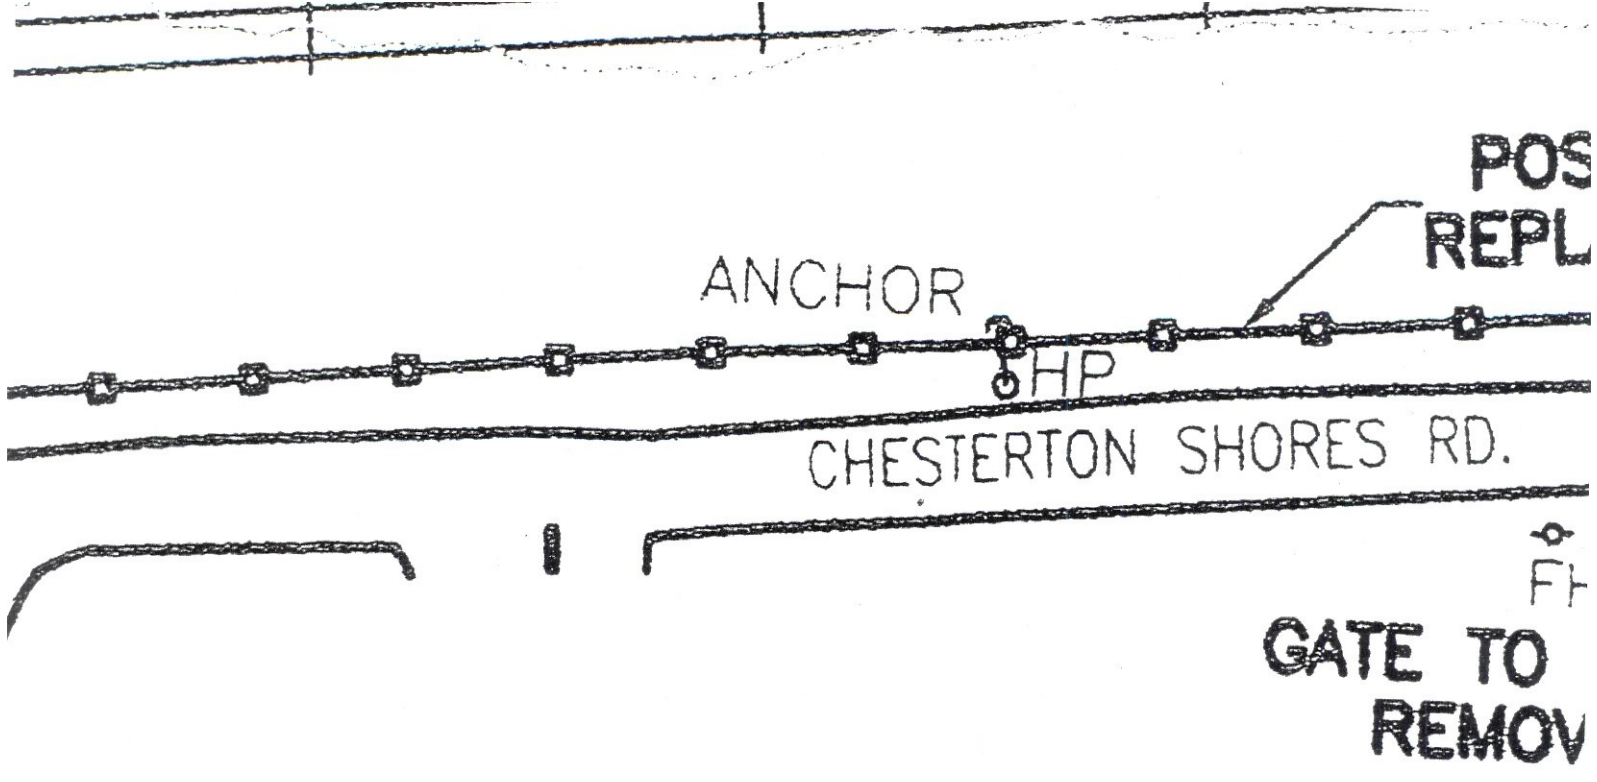 POS
REPL
ANCHOR
HP
CHESTERTON SHORES RD.
FH
GATE TO
REMOV